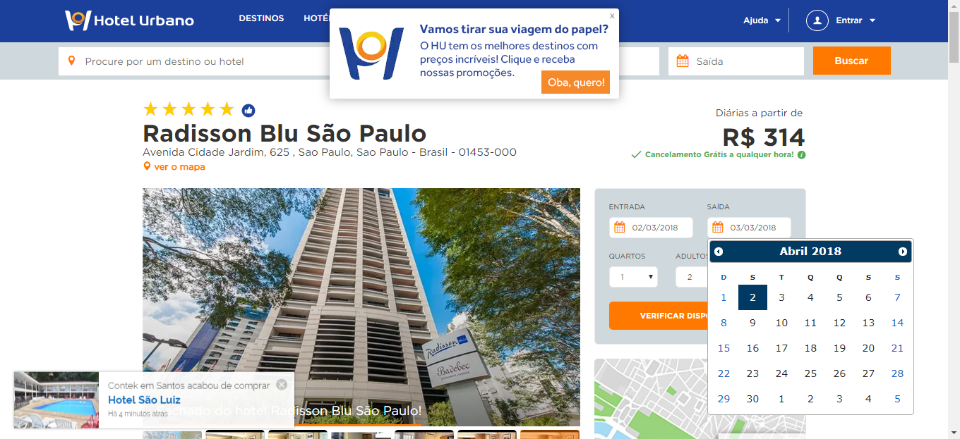 Hotel Urbano
DESTINOS
Ajuda
Entrar
x
Vamos tirar sua viagem do papel?
O HU tem os melhores destinos com
preços incríveis! Clique e receba
nossas promoções.
Oba, quero!
Procure por um destino ou hotel
Saída
Buscar
Radisson Blu São Paulo
Avenida Cidade Jardim, 625 , Sao Paulo, Sao Paulo - Brasil - 01453-000
ver o mapa
Diárias a partir de
R$ 314
Cancelamento Grátis a qualquer hora! i
ENTRADA
SAÍDA
02/03/2018
03/03/2018
QUARTOS
1
2
VERIFICAR
Abril 2018
D S T Q Q S S
1 2 3 4 5 6 7
8 9 10 11 12 13 14
15 16 17 18 19 20 21
22 23 24 25 26 27 28
29 30 1 2 3 4 5
Radisson
Badebec
Contek em Santos acabou de comprar
Hotel São Luiz
Há 4 minutos atrás
do hotel Radisson Blu São Paulo!